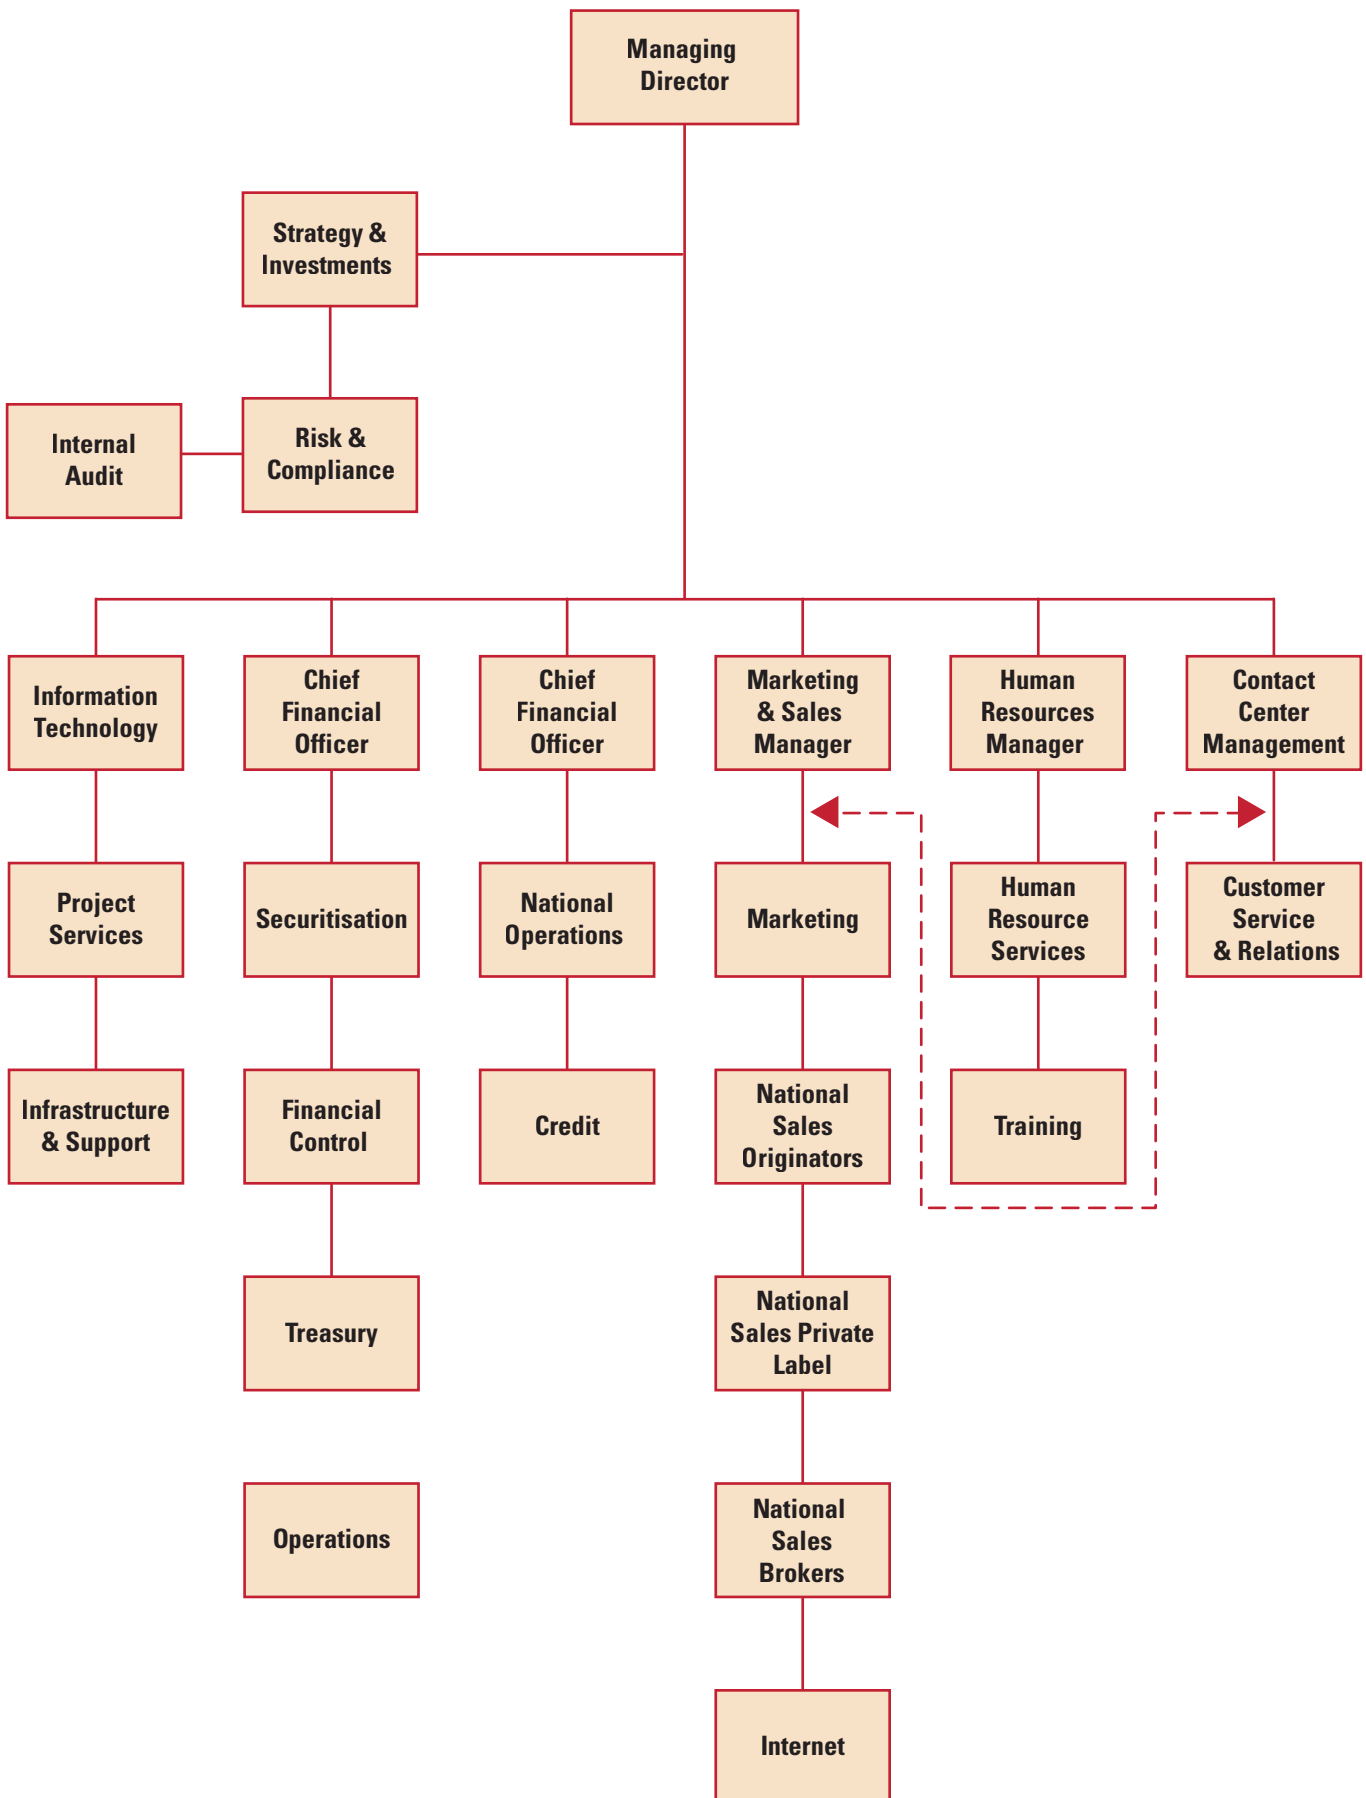 Managing
Director
Strategy &
Investments
Internal
Audit
Risk &
Compliance
Information
Technology
Chief
Financial
Officer
Chief
Financial
Officer
Marketing
& Sales
Manager
Human
Resources
Manager
Contact
Center
Management
Project
Services
Securitisation
National
Operations
Marketing
Human
Resource
Services
Customer
Service
& Relations
Infrastructure
& Support
Financial
Control
Credit
National
Sales
Originators
Training
Treasury
National
Sales Private
Label
Operations
National
Sales
Brokers
Internet